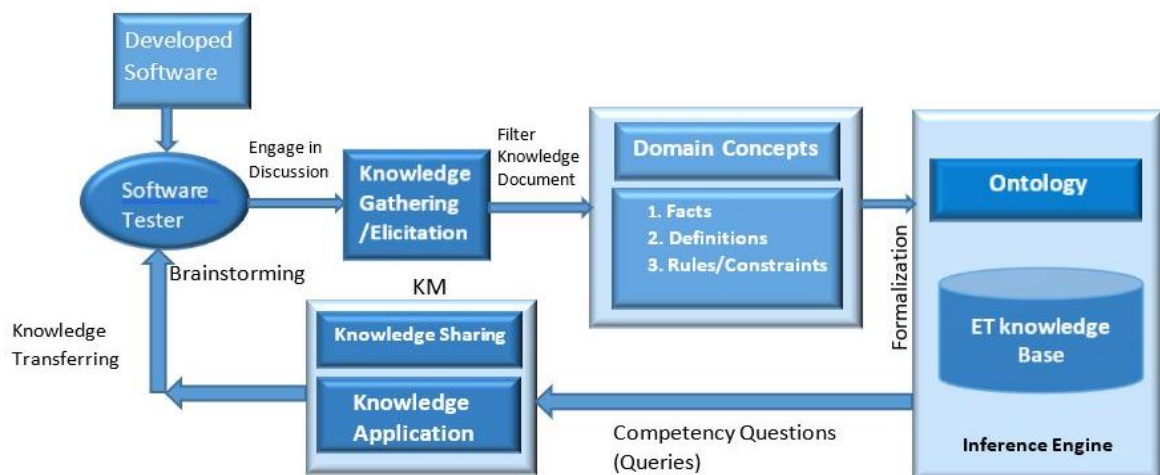 Developed
Software
Software
Tester
Engage in
Discussion
Knowledge
Gathering
/Elicitation
Filter
Knowledge
Document
Domain Concepts
1. Facts
2. Definitions
3. Rules/Constraints
Formalization
Ontology
ET knowledge
Base
Inference Engine
Competency Questions
(Queries)
KM
Knowledge Sharing
Knowledge
Application
Knowledge
Transferring
Brainstorming